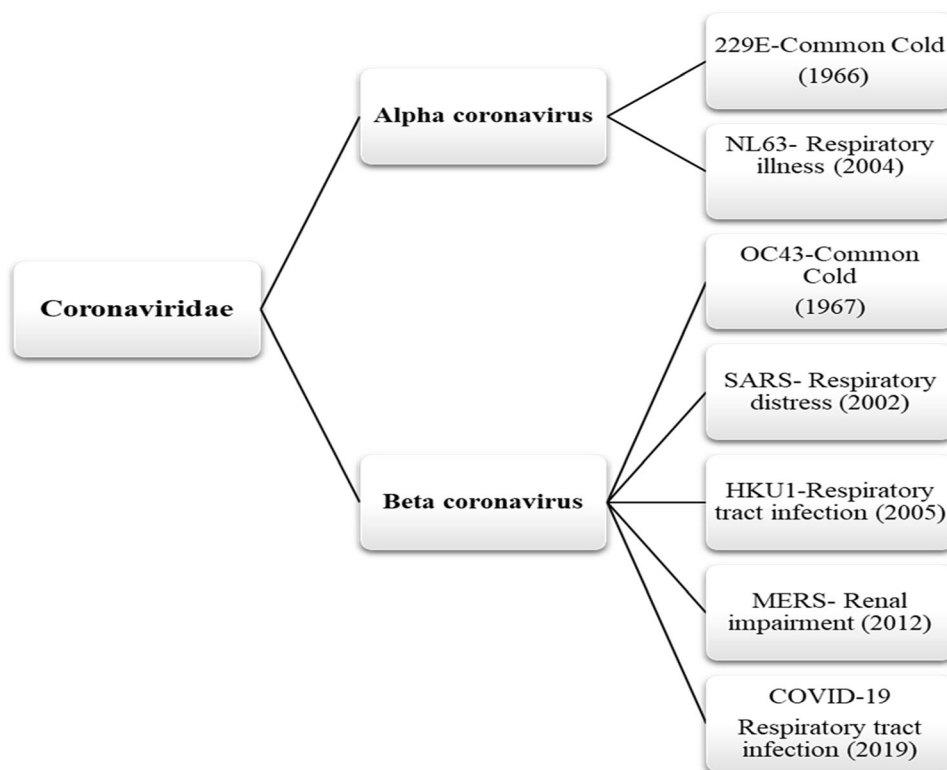 229E-Common Cold
(1966)
Alpha coronavirus
NL63- Respiratory
illness (2004)
OC43-Common
Cold
(1967)
Coronaviridae
SARS- Respiratory
distress (2002)
Beta coronavirus
HKU1-Respiratory
tract infection (2005)
MERS- Renal
impairment (2012)
COVID-19
Respiratory tract
infection (2019)